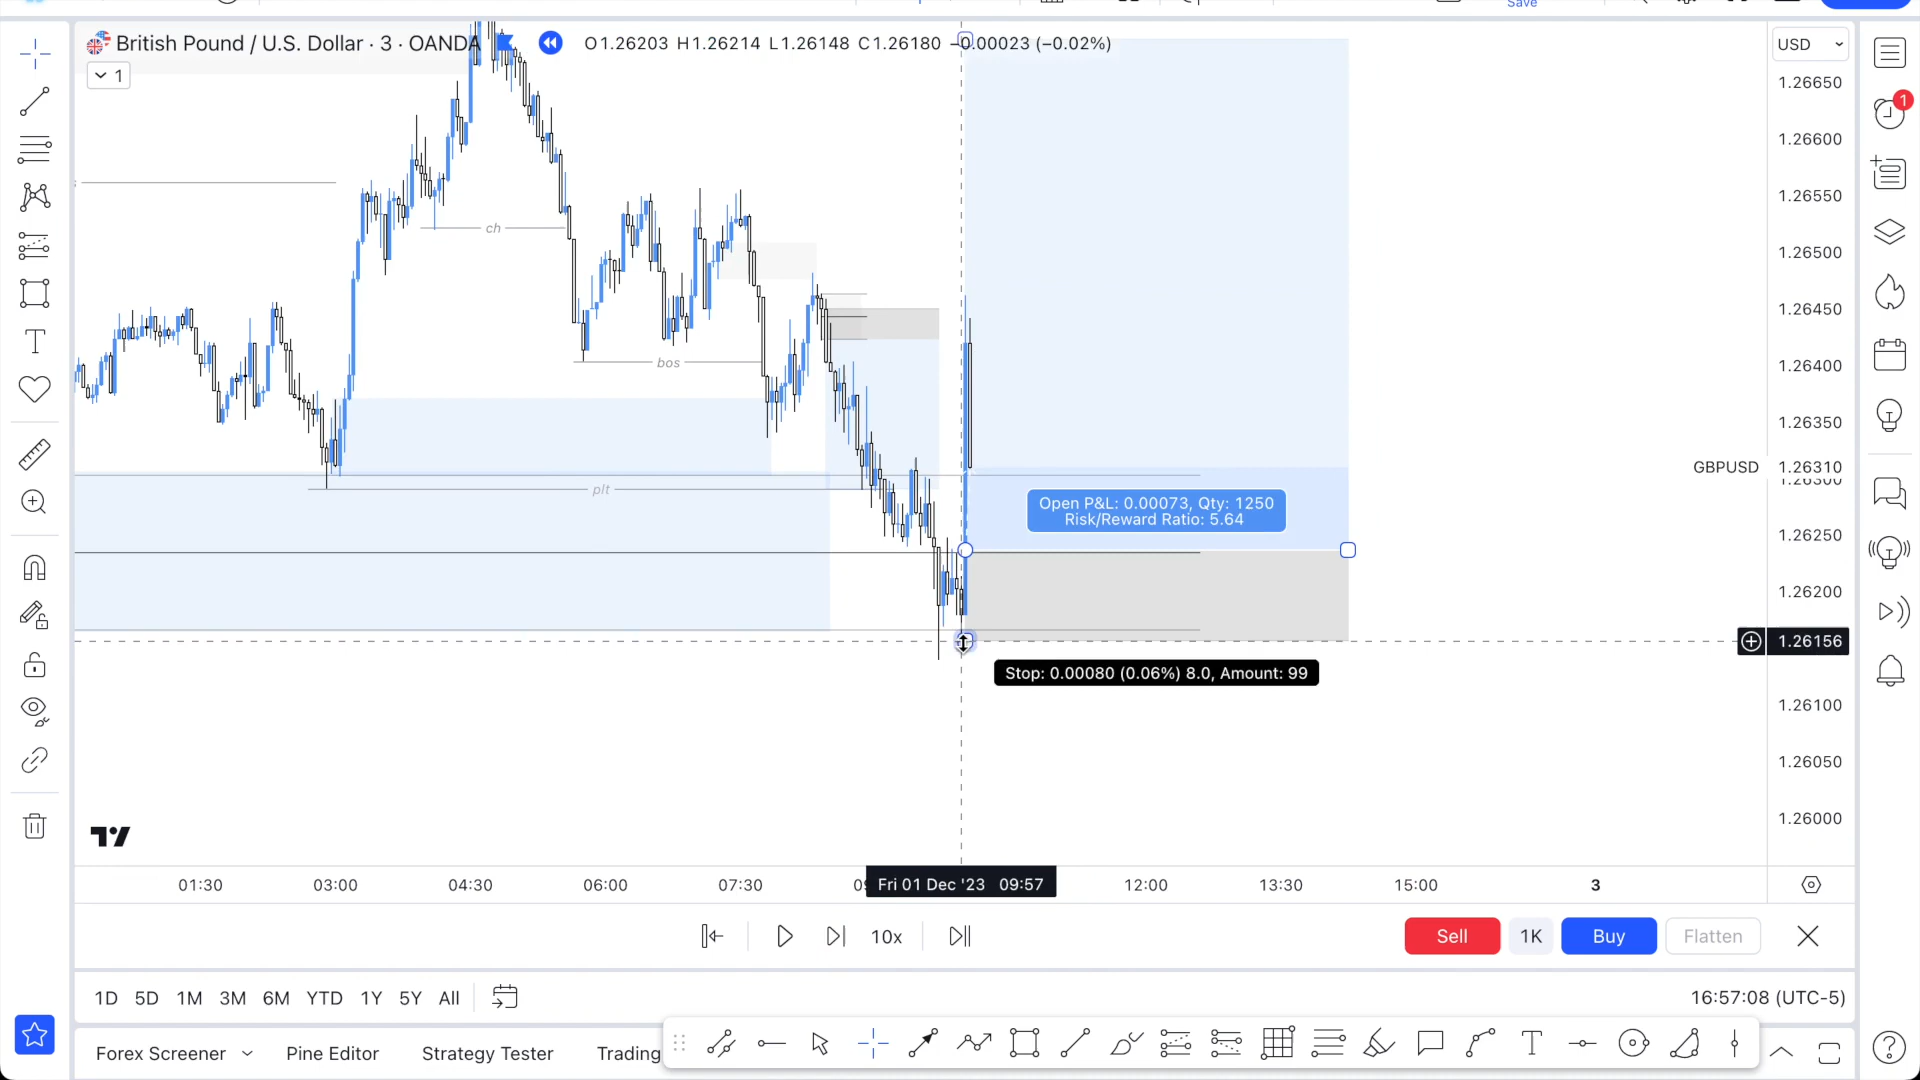 Save
British Pound / U.S. Dollar · 3 · OANDA
O1.26203 H1.26214 L1.26148 C1.26180 −0.00023 (−0.02%)
1
USD
1
1.26650
1.26600
1.26550
1.26500
1.26450
1.26400
1.26350
GBPUSD 1.26310
1.26300
1.26250
1.26200
1.26156
1.26100
1.26050
1.26000
ch
bos
plt
Open P&L: 0.00073, Qty: 1250
Risk/Reward Ratio: 5.64
Stop: 0.00080 (0.06%) 8.0, Amount: 99
01:30 03:00 04:30 06:00 07:30 Fri 01 Dec '23 09:57 12:00 13:30 15:00 3
10x
Sell 1K Buy Flatten
1D 5D 1M 3M 6M YTD 1Y 5Y All
16:57:08 (UTC-5)
Forex Screener Pine Editor Strategy Tester Trading